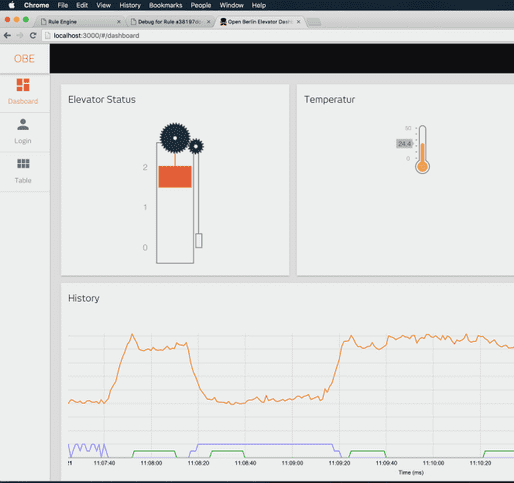 Chrome File Edit View History Bookmarks People Window Help
Rule Engine
Debug for Rule a38197da
Open Berlin Elevator Dash
localhost:3000/#/dashboard
OBE
Dasboard
Login
Table
Elevator Status
2
1
0
Temperatur
50
24.4
0
History
11:07:40 11:08:00 11:08:20 11:08:40 11:09:00 11:09:20 11:09:40 11:10:00 11:10:20
Time (ms)